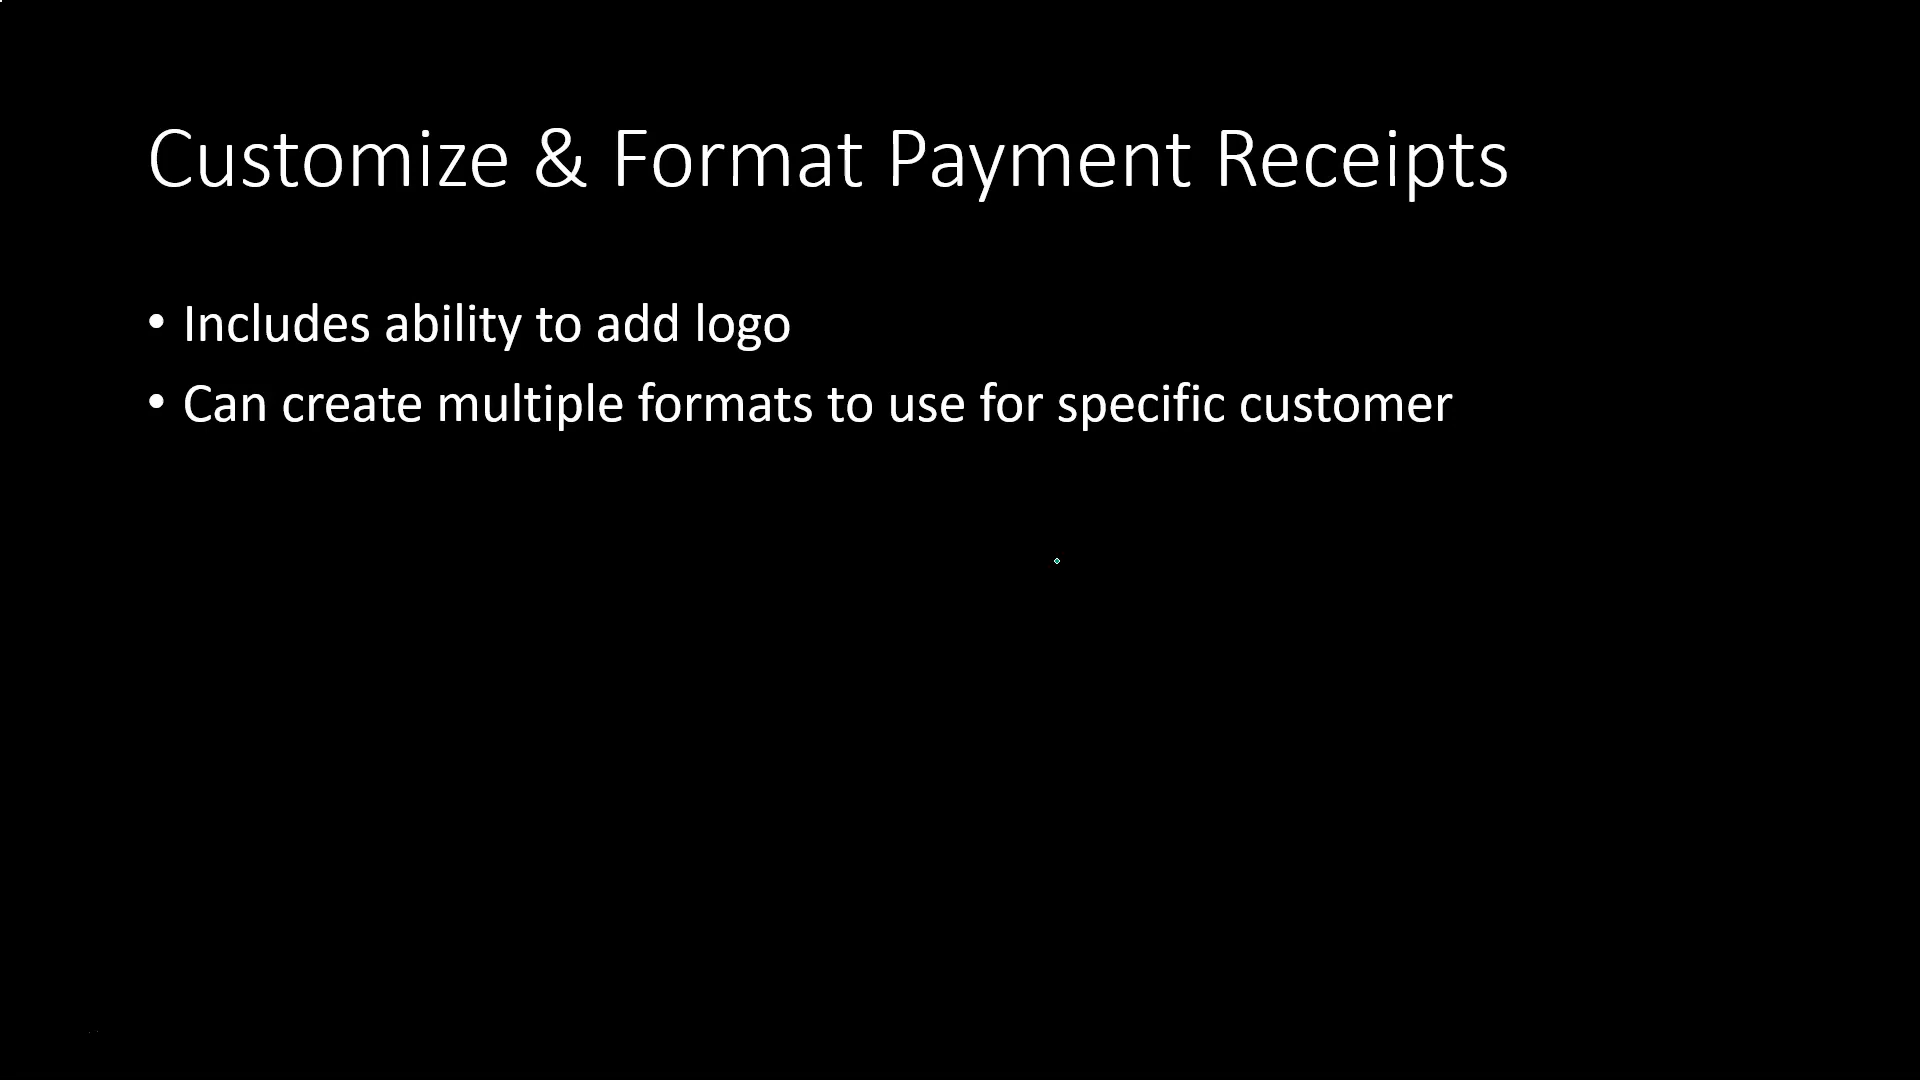 Customize & Format Payment Receipts
• Includes ability to add logo
• Can create multiple formats to use for specific customer